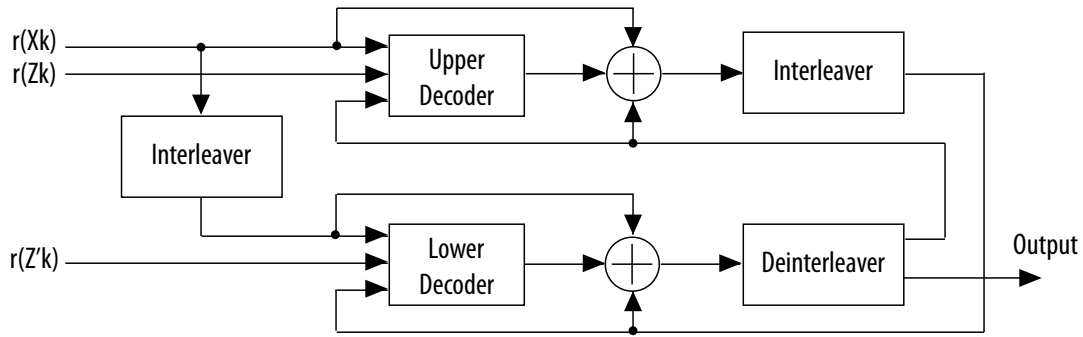 r(Xk)
r(Zk)
Upper
Decoder
Interleaver
Interleaver
r(Z'k)
Lower
Decoder
Deinterleaver
Output